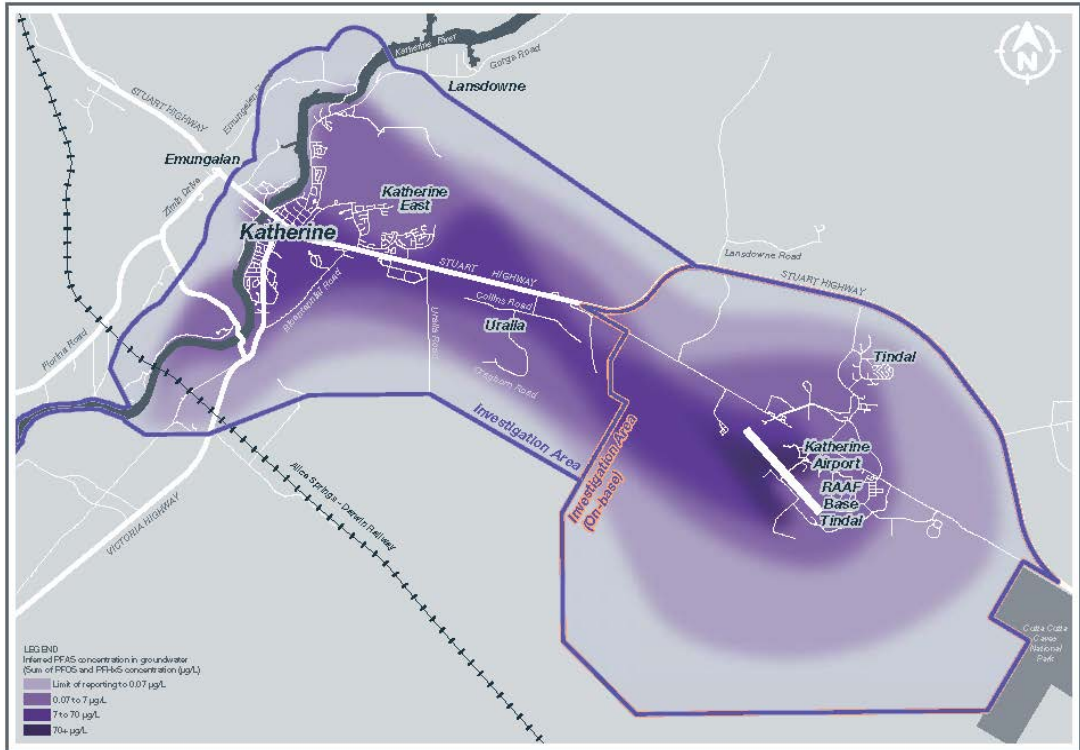 Katherine River
Gorge Road
Lansdowne
STUART HIGHWAY
Emungalan
Zimin Drive
Katherine
East
Katherine
Lansdowne Road
STUART HIGHWAY
STUART HIGHWAY
Collins Road
Uralla
Uralla Road
Florina Road
Tindal
Investigation Area
Investigation Area
(On-base)
Katherine
Airport
RAAF
Base
Tindal
Alice Springs - Darwin Railway
VICTORIA HIGHWAY
Cutta Cutta
Caves
National
Park
LEGEND
Inferred PFAS concentration in groundwater
(Sum of PFOS and PFHxS concentration (µg/L)
Limit of reporting to 0.07 µg/L
0.07 to 7 µg/L
7 to 70 µg/L
70+ µg/L
N